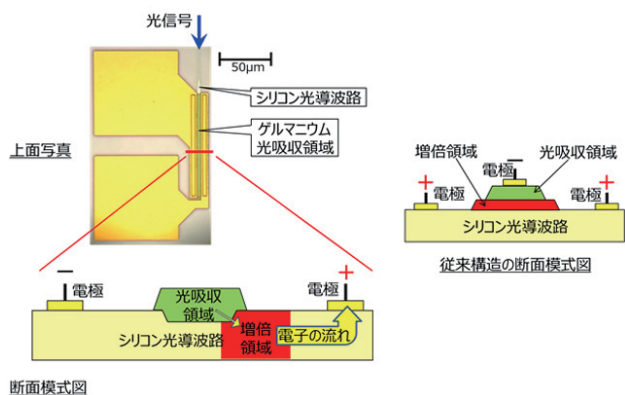 光信号
50μm
シリコン光導波路
ゲルマニウム
光吸収領域
上面写真
増倍領域
光吸収領域
－
電極
＋
電極
＋
電極
シリコン光導波路
従来構造の断面模式図
－
電極
光吸収
領域
＋
電極
シリコン光導波路
増倍
領域
電子の流れ
断面模式図